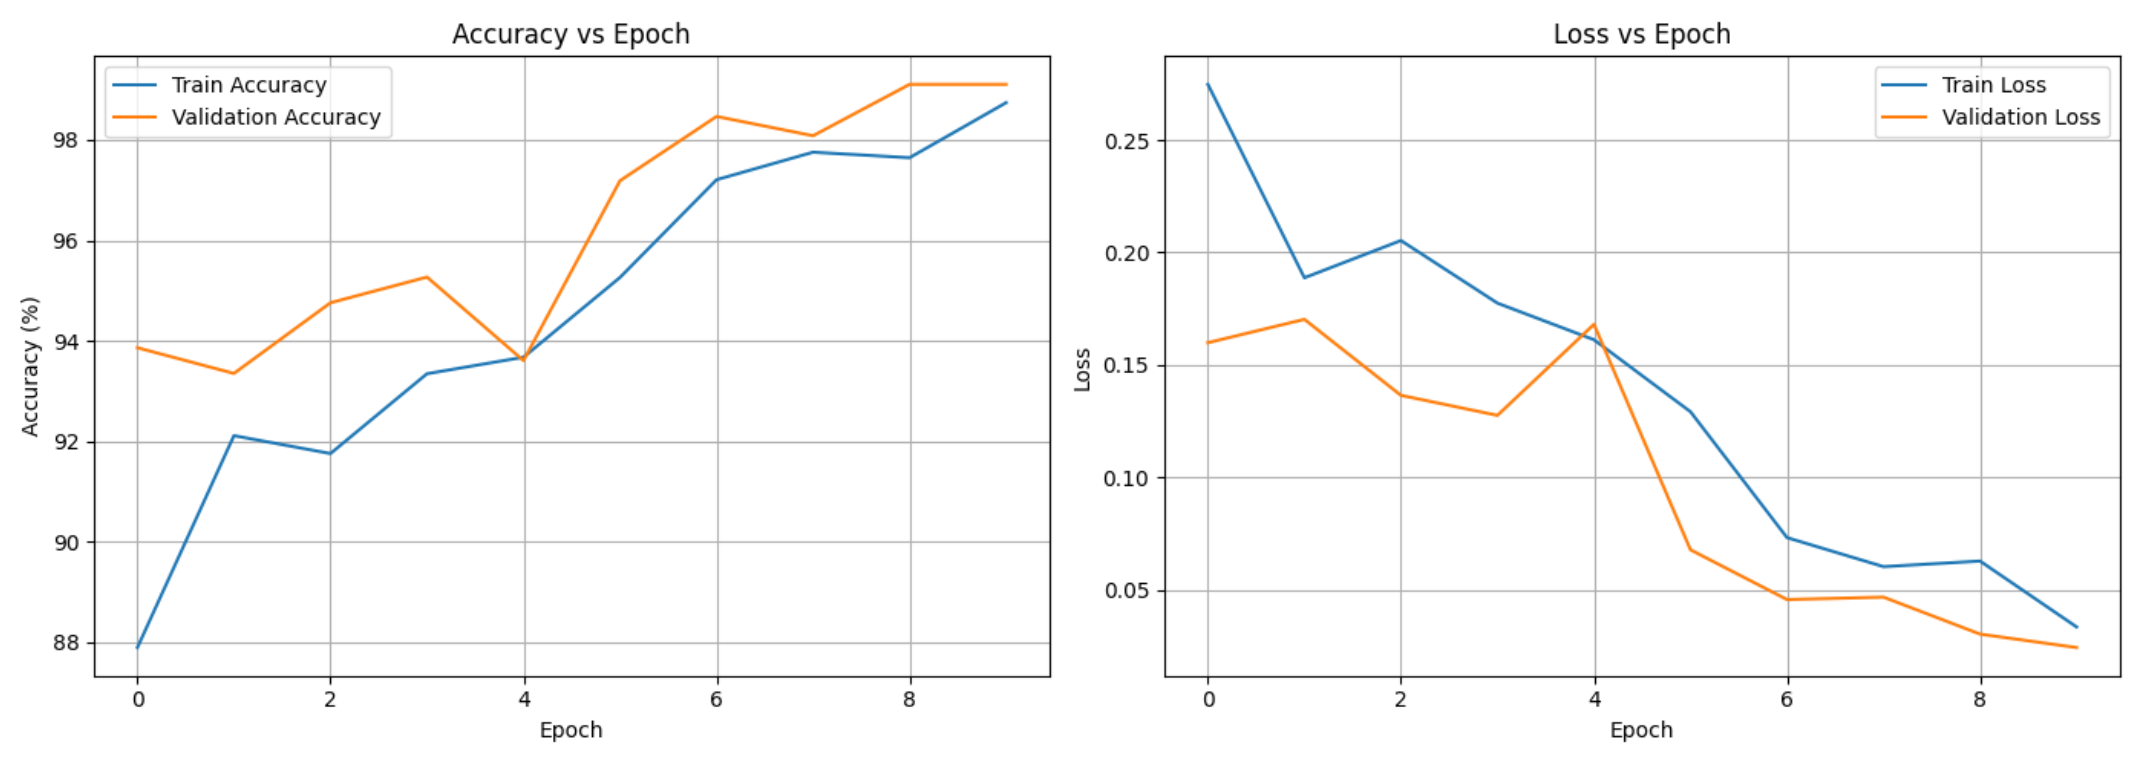 Accuracy vs Epoch
Train Accuracy
Validation Accuracy
98
96
94
92
90
88
Accuracy (%)
0 2 4 6 8
Epoch
Loss vs Epoch
Train Loss
Validation Loss
0.25
0.20
0.15
0.10
0.05
Loss
0 2 4 6 8
Epoch